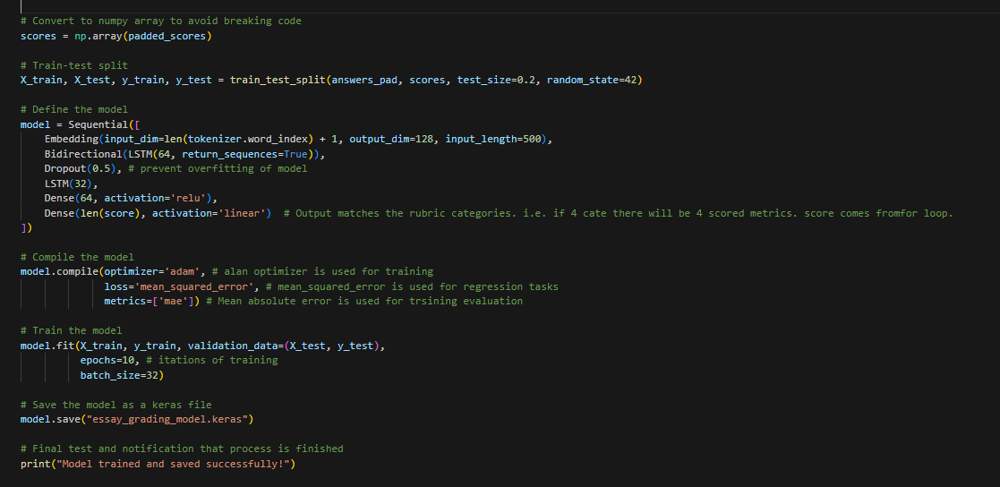 # Convert to numpy array to avoid breaking code
scores = np.array(padded_scores)
# Train-test split
X_train, X_test, y_train, y_test = train_test_split(answers_pad, scores, test_size=0.2, random_state=42)
# Define the model
model = Sequential([
Embedding(input_dim=len(tokenizer.word_index) + 1, output_dim=128, input_length=500),
Bidirectional(LSTM(64, return_sequences=True)),
Dropout(0.5), # prevent overfitting of model
LSTM(32),
Dense(64, activation='relu'),
Dense(len(score), activation='linear')  # Output matches the rubric categories. i.e. if 4 cate there will be 4 scored metrics. score comes fromfor loop.
])
# Compile the model
model.compile(optimizer='adam', # alan optimizer is used for training
loss='mean_squared_error', # mean_squared_error is used for regression tasks
metrics=['mae']) # Mean absolute error is used for trsining evaluation
# Train the model
model.fit(X_train, y_train, validation_data=(X_test, y_test),
epochs=10, # itations of training
batch_size=32)
# Save the model as a keras file
model.save("essay_grading_model.keras")
# Final test and notification that process is finished
print("Model trained and saved successfully!")